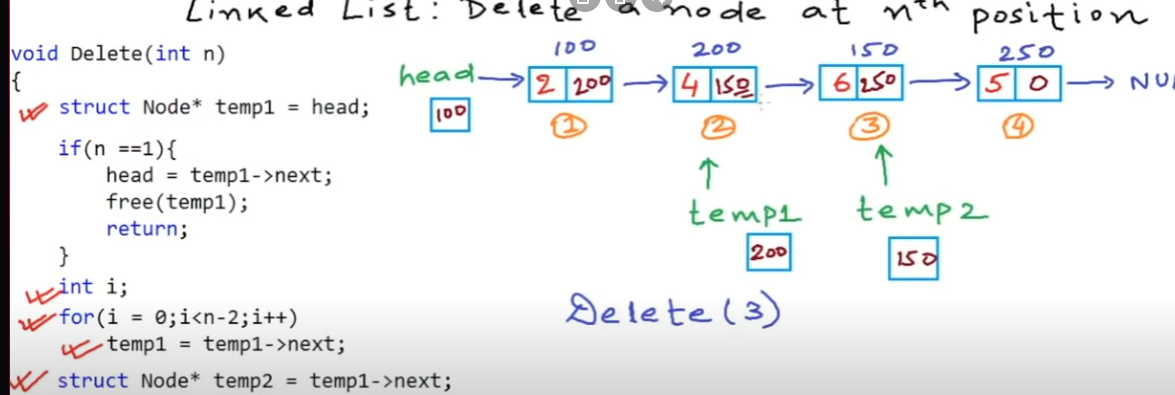 Linked List: Delete a node at nth position
void Delete(int n)
{
struct Node* temp1 = head;
if(n ==1){
head = temp1->next;
free(temp1);
return;
}
int i;
for(i = 0;i<n-2;i++)
temp1 = temp1->next;
struct Node* temp2 = temp1->next;
100 200 150 250
head 2 200 4 150 6 250 5 0
100
1 2 3 4
temp1 temp2
200 150
Delete(3)